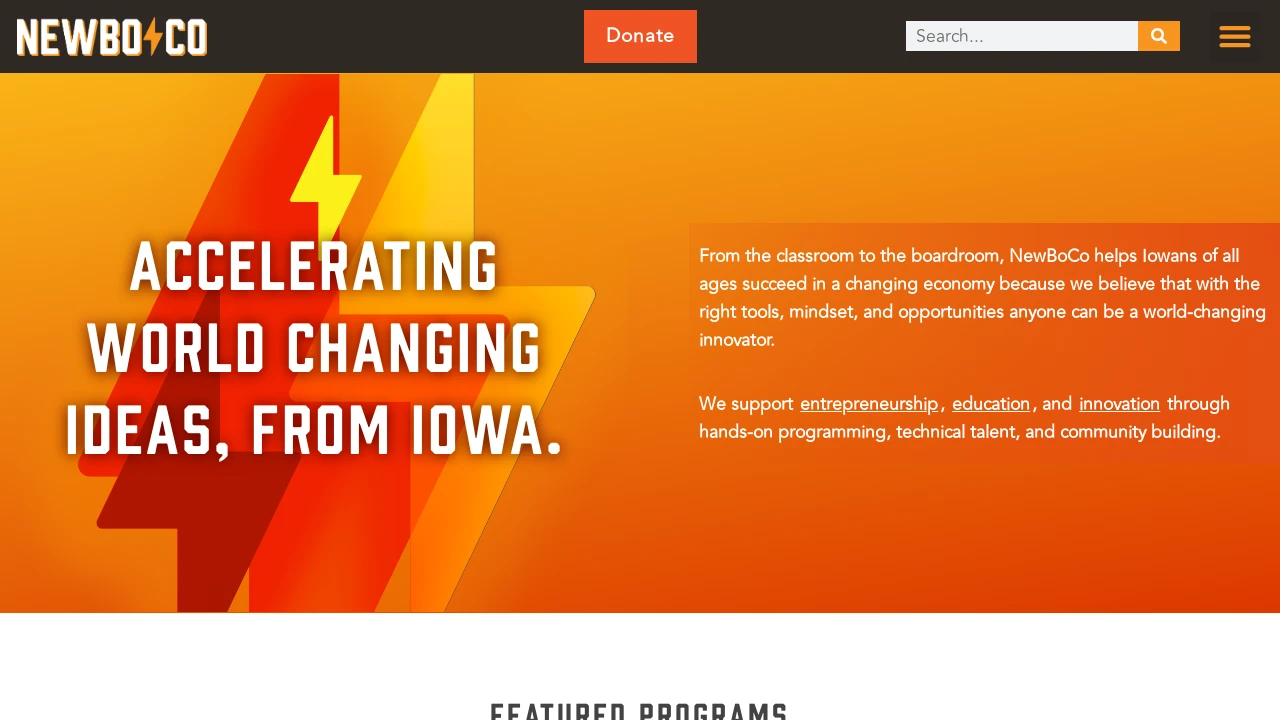 NEWBOCO
Donate
Search...
ACCELERATING
WORLD CHANGING
IDEAS, FROM IOWA.
From the classroom to the boardroom, NewBoCo helps Iowans of all
ages succeed in a changing economy because we believe that with the
right tools, mindset, and opportunities anyone can be a world-changing
innovator.
We support entrepreneurship, education, and innovation through
hands-on programming, technical talent, and community building.
FEATURED PROGRAMS